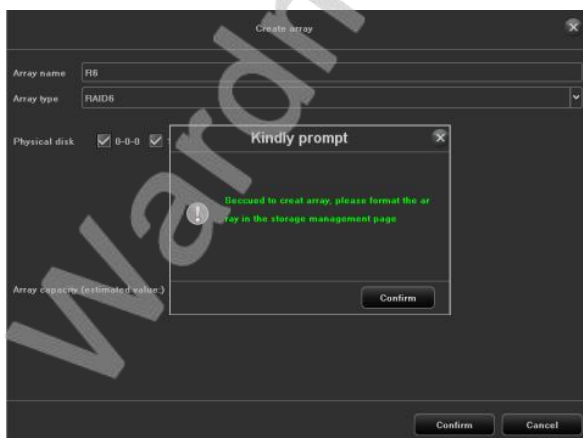 Create array
Array name R6
Array type RAID6
Kindly prompt
Physical disk 0-0-0
Seccued to creat array, please format the ar
ray in the storage management page
Array capacity (estimated value:)
Confirm
Confirm Cancel